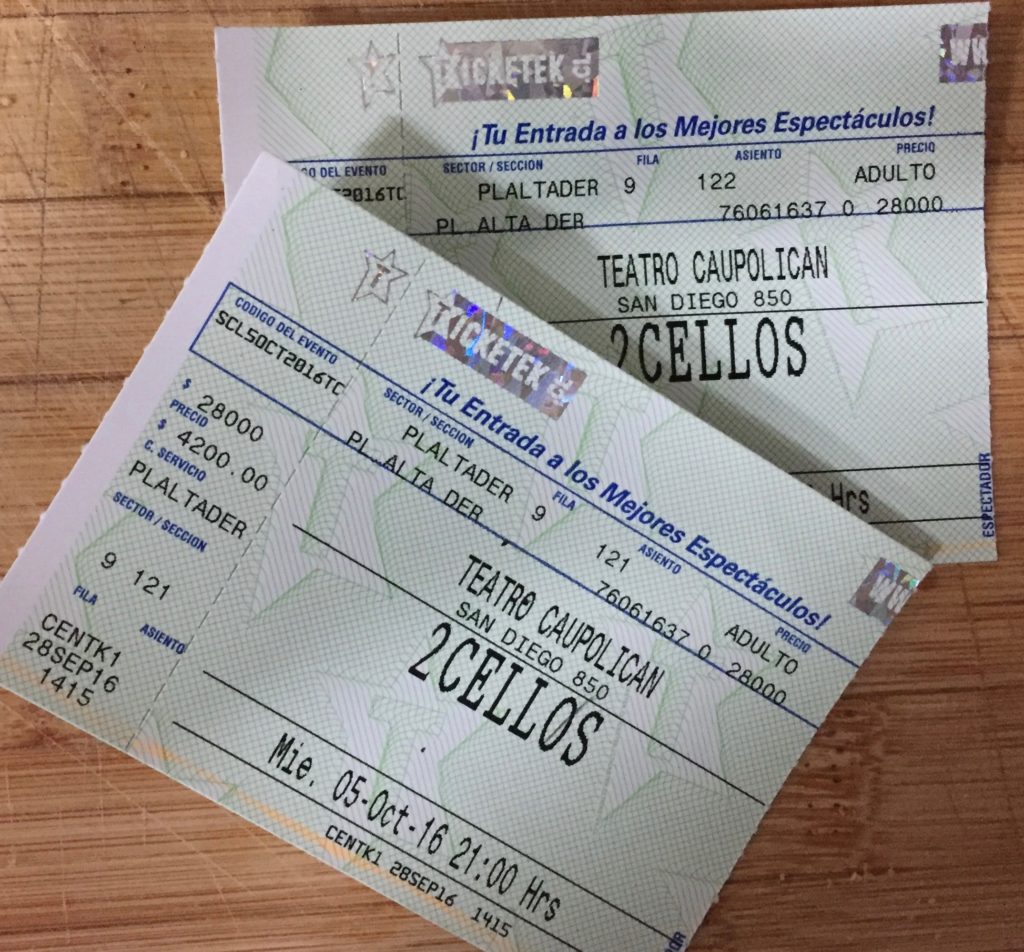 TICKETEK CL
¡Tu Entrada a los Mejores Espectáculos!
GO DEL EVENTO SECTOR / SECCION FILA ASIENTO PRECIO
T2016TC PLALTADER 9 122 ADULTO
PL. ALTA DER 76061637 0 28000
TEATRO CAUPOLICAN
SAN DIEGO 850
2CELLOS
Hrs
ESPECTADOR
T TICKETEK CL
¡Tu Entrada a los Mejores Espectáculos!
CODIGO DEL EVENTO
SCL5OCT2016TC
$ 28000
PRECIO
$ 4200.00
C. SERVICIO
PLALTADER
SECTOR / SECCION
9 121
FILA ASIENTO
CENTK1
28SEP16
1415
SECTOR / SECCION FILA ASIENTO PRECIO
PLALTADER 9 121 ADULTO
PL. ALTA DER 76061637 0 28000
TEATRO CAUPOLICAN
SAN DIEGO 850
2CELLOS
Mie. 05-Oct-16 21:00 Hrs
CENTK1 28SEP16 1415